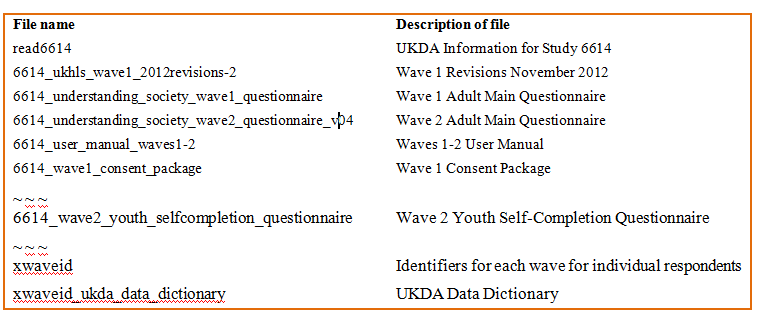 File name Description of file
read6614 UKDA Information for Study 6614
6614_ukhls_wave1_2012revisions-2 Wave 1 Revisions November 2012
6614_understanding_society_wave1_questionnaire Wave 1 Adult Main Questionnaire
6614_understanding_society_wave2_questionnaire_v04 Wave 2 Adult Main Questionnaire
6614_user_manual_waves1-2 Waves 1-2 User Manual
6614_wave1_consent_package Wave 1 Consent Package
~ ~ ~
6614_wave2_youth_selfcompletion_questionnaire Wave 2 Youth Self-Completion Questionnaire
~ ~ ~
xwaveid Identifiers for each wave for individual respondents
xwaveid_ukda_data_dictionary UKDA Data Dictionary